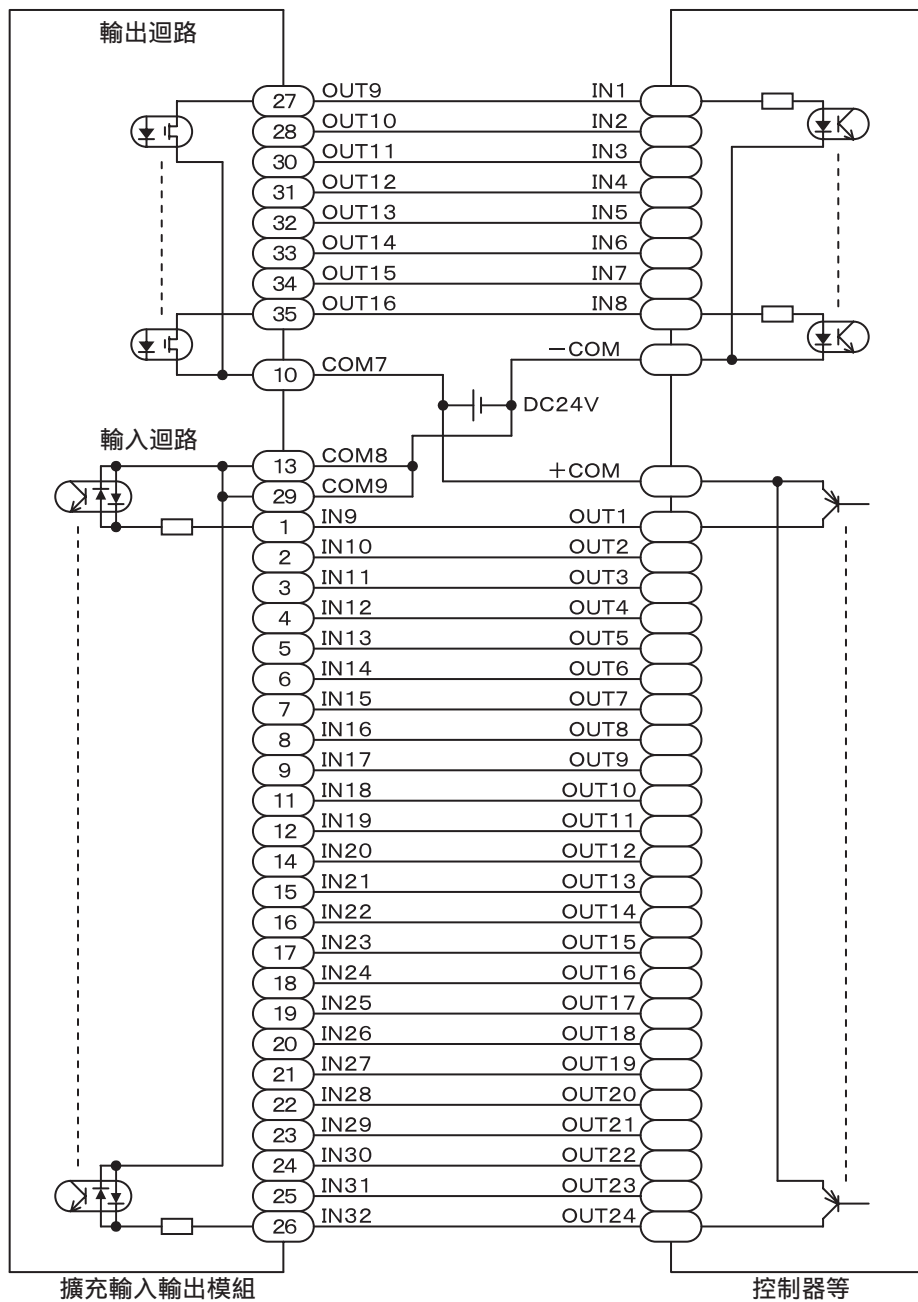 輸出迴路
27 OUT9 IN1
28 OUT10 IN2
30 OUT11 IN3
31 OUT12 IN4
32 OUT13 IN5
33 OUT14 IN6
34 OUT15 IN7
35 OUT16 IN8
−COM
10 COM7
DC24V
輸入迴路
13 COM8
+COM
29 COM9
1 IN9 OUT1
2 IN10 OUT2
3 IN11 OUT3
4 IN12 OUT4
5 IN13 OUT5
6 IN14 OUT6
7 IN15 OUT7
8 IN16 OUT8
9 IN17 OUT9
11 IN18 OUT10
12 IN19 OUT11
14 IN20 OUT12
15 IN21 OUT13
16 IN22 OUT14
17 IN23 OUT15
18 IN24 OUT16
19 IN25 OUT17
20 IN26 OUT18
21 IN27 OUT19
22 IN28 OUT20
23 IN29 OUT21
24 IN30 OUT22
25 IN31 OUT23
26 IN32 OUT24
擴充輸入輸出模組 控制器等